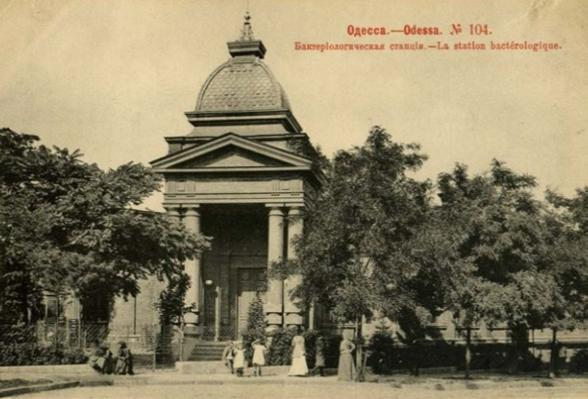 Одесса.—Odessa. № 104.
Бактеріологическая станція.—La station bactérologique.